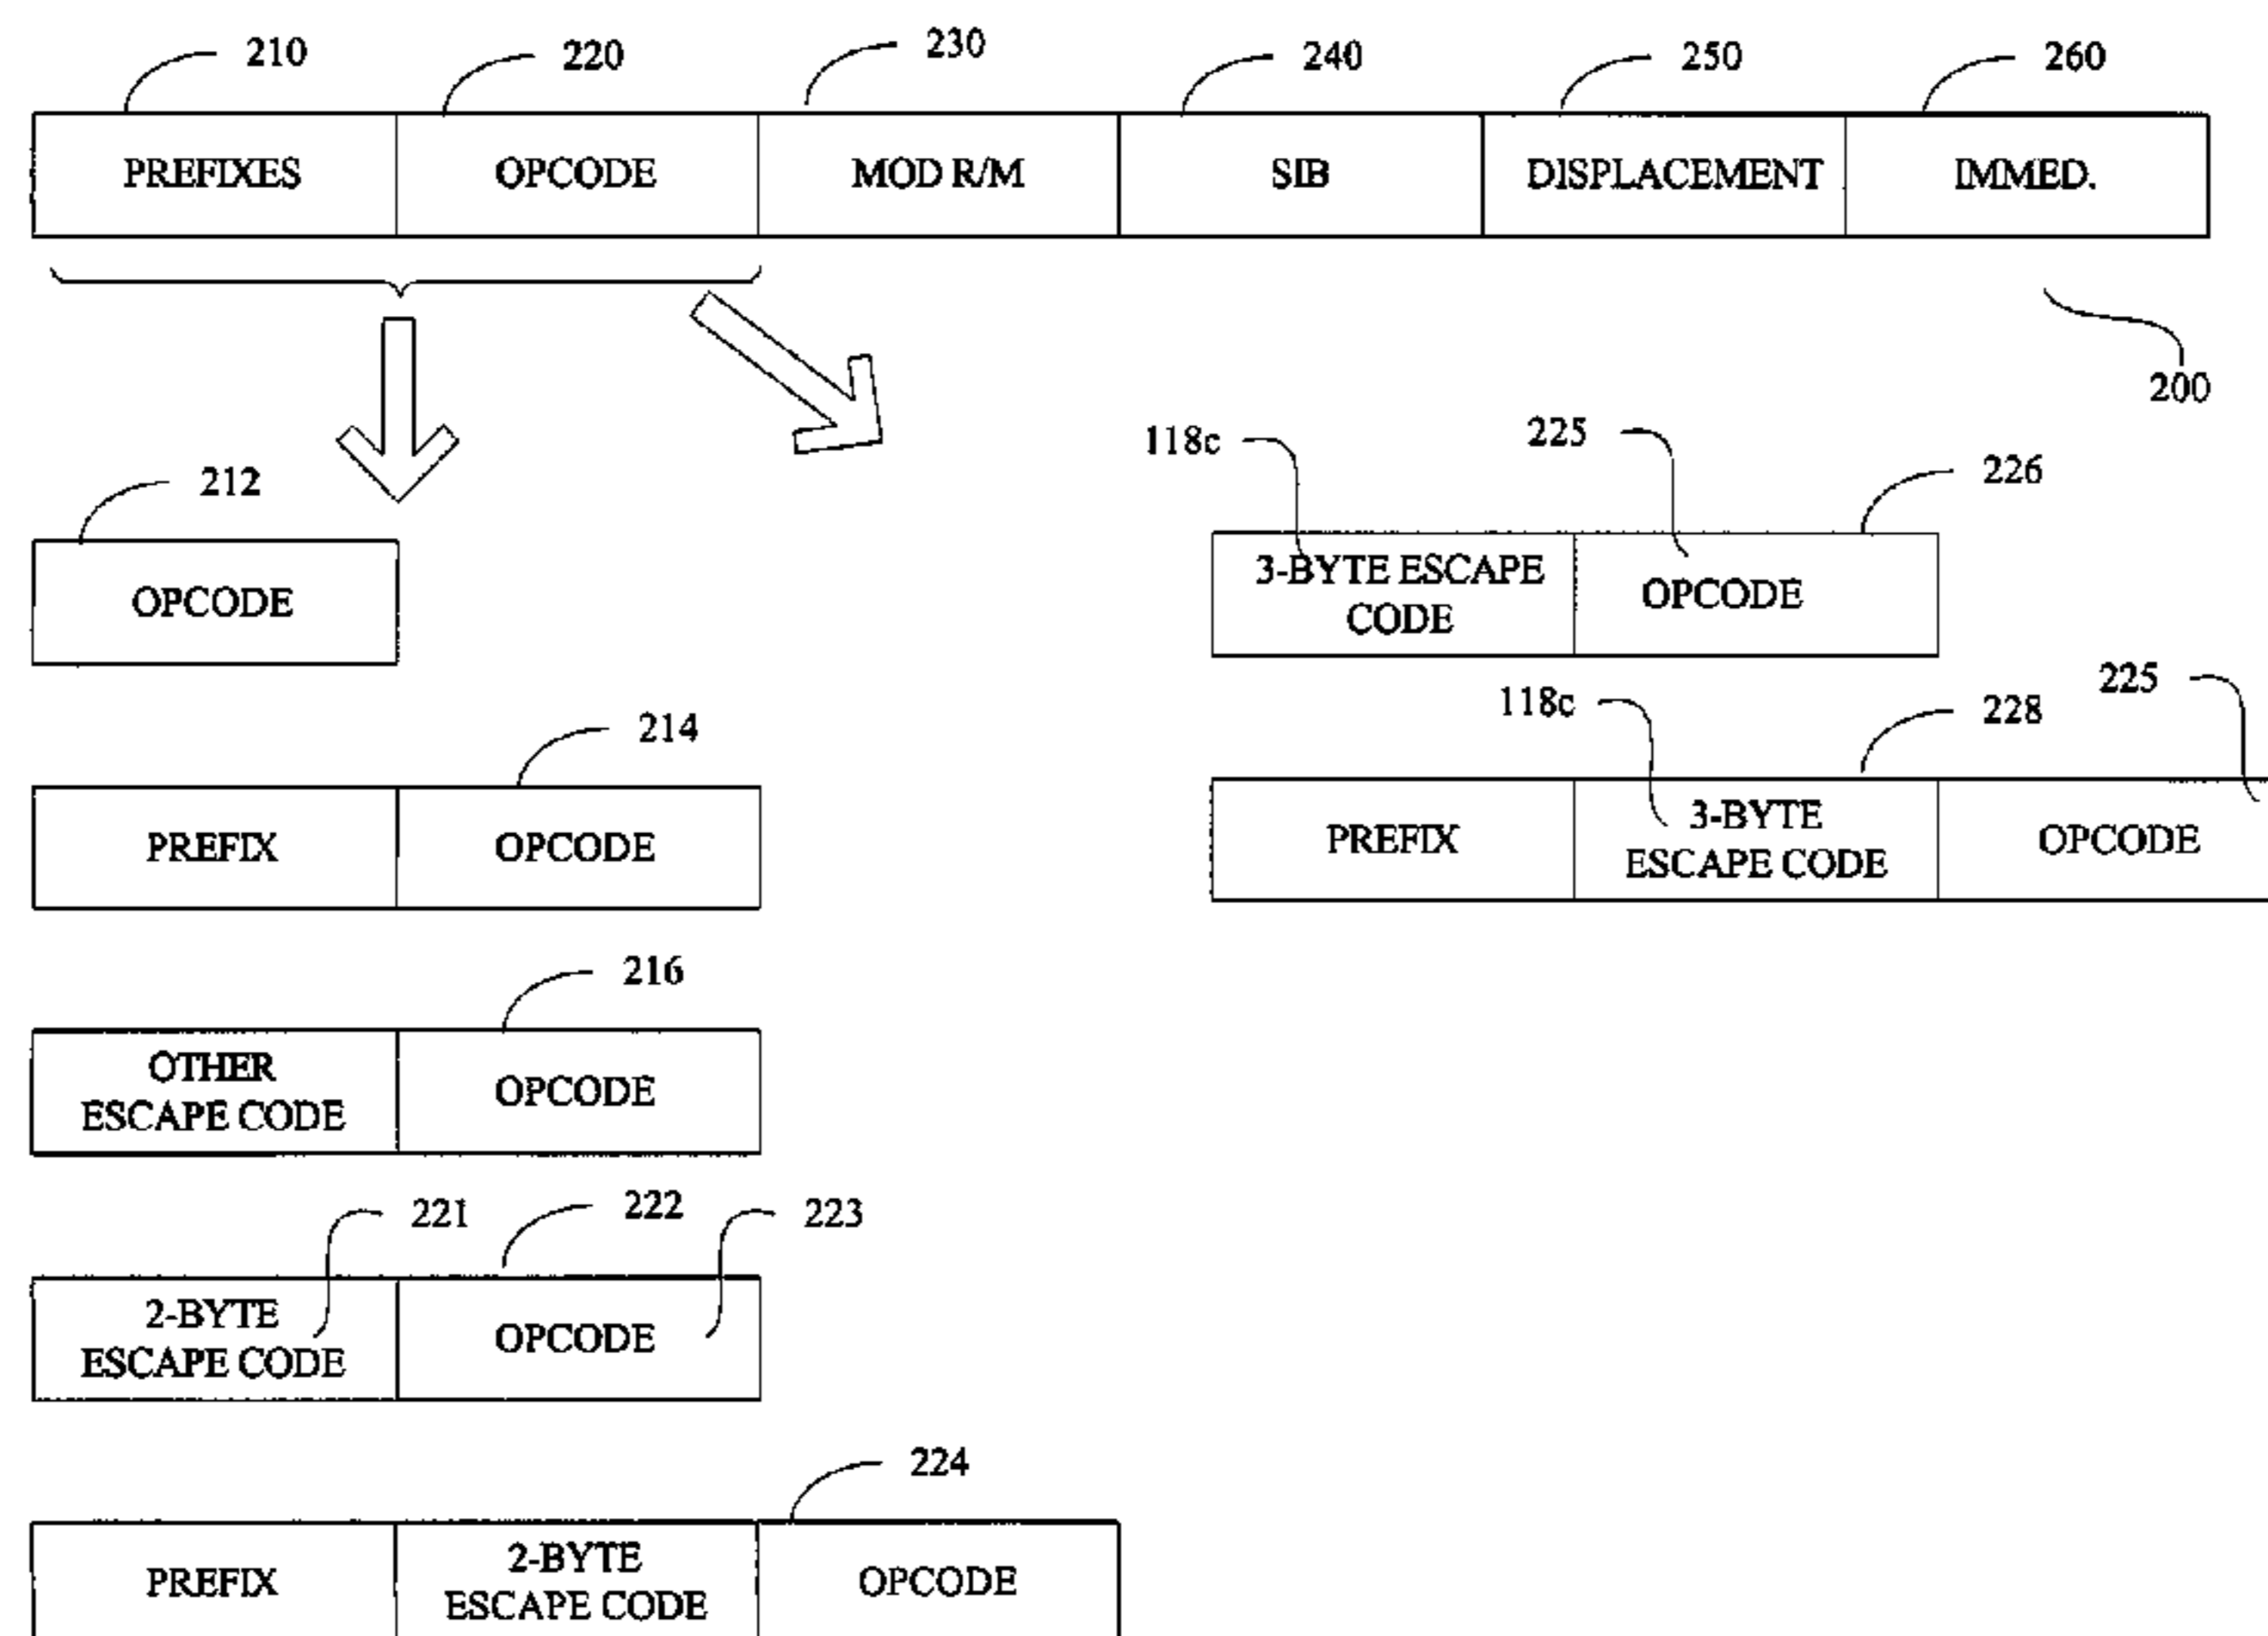 210 220 230 240 250 260
PREFIXES OPCODE MOD R/M SIB DISPLACEMENT IMMED.
200
212
OPCODE
214
PREFIX OPCODE
216
OTHER
ESCAPE CODE
OPCODE
221 222 223
2-BYTE
ESCAPE CODE
OPCODE
224
PREFIX
2-BYTE
ESCAPE CODE
OPCODE
118c 225 226
3-BYTE ESCAPE
CODE
OPCODE
118c 228 225
PREFIX
3-BYTE
ESCAPE CODE
OPCODE